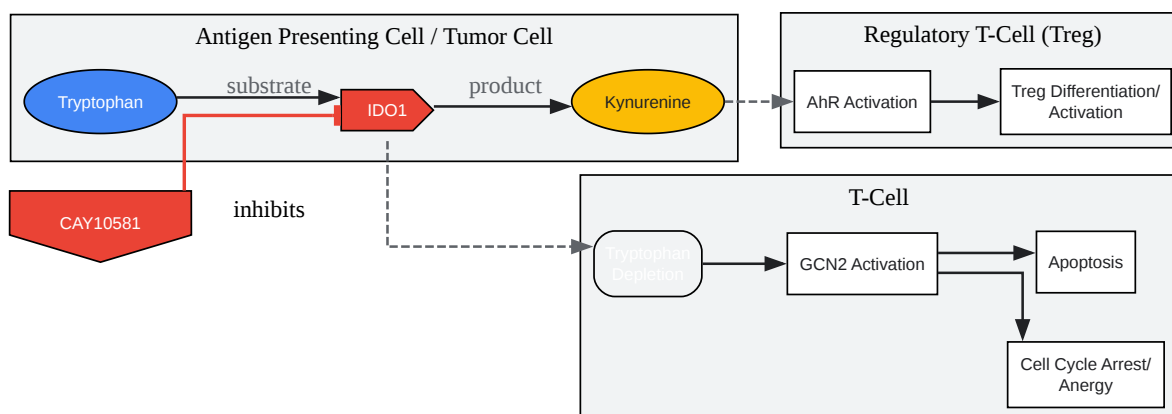 Antigen Presenting Cell / Tumor Cell
Regulatory T-Cell (Treg)
Tryptophan
substrate
IDO1
product
Kynurenine
AhR Activation
Treg Differentiation/
Activation
CAY10581
inhibits
T-Cell
Tryptophan
Depletion
GCN2 Activation
Apoptosis
Cell Cycle Arrest/
Anergy